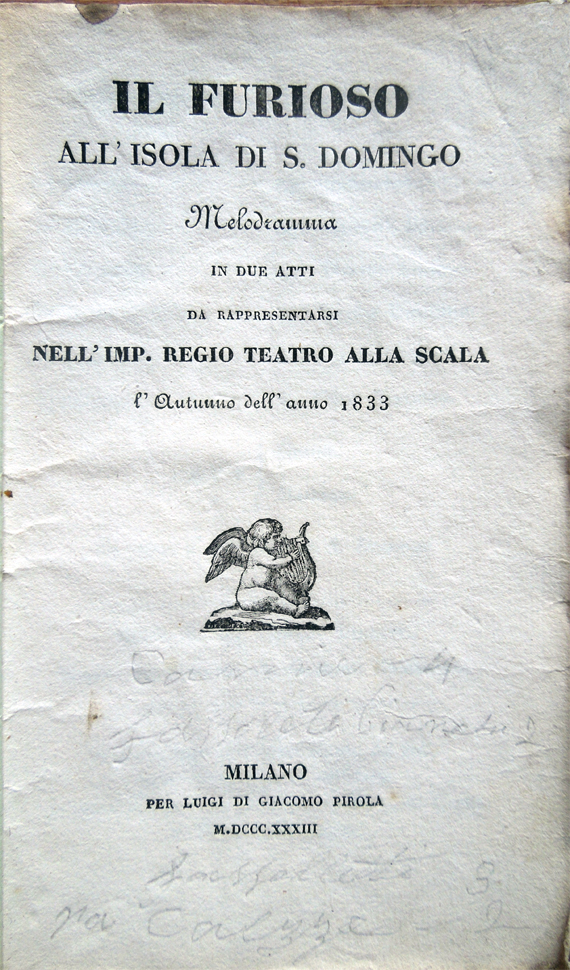 IL FURIOSO
ALL' ISOLA DI S. DOMINGO
Melodramma
IN DUE ATTI
DA RAPPRESENTARSI
NELL' IMP. REGIO TEATRO ALLA SCALA
l' Autunno dell' anno 1833
MILANO
PER LUIGI DI GIACOMO PIROLA
M.DCCC.XXXIII